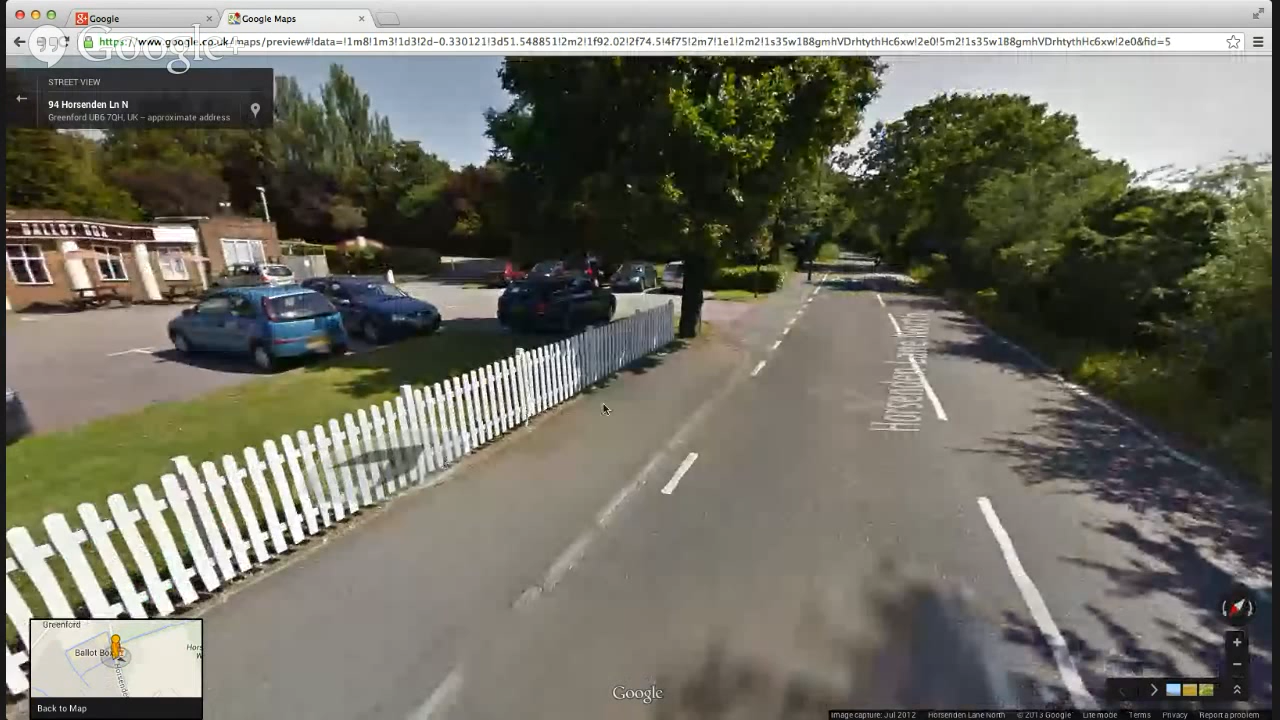 Google
Google Maps
Google+
https://www.google.co.uk/maps/preview#!data=!1m8!1m3!1d3!2d-0.330121!3d51.548851!2m2!1f92.02!2f74.5!4f75!2m7!1e1!2m2!1s35w188gmhVDrhtythHc6xw!2e0!5m2!1s35w188gmhVDrhtythHc6xw!2e0&fid=5
STREET VIEW
94 Horsenden Ln N
Greenford UB6 7QH, UK – approximate address
BALLOT BOX
Horsenden Lane North
Greenford
Ballot Box
Horsenden
Back to Map
Google
Image capture: Jul 2012 Horsenden Lane North © 2013 Google Lite mode Terms Privacy Report a problem